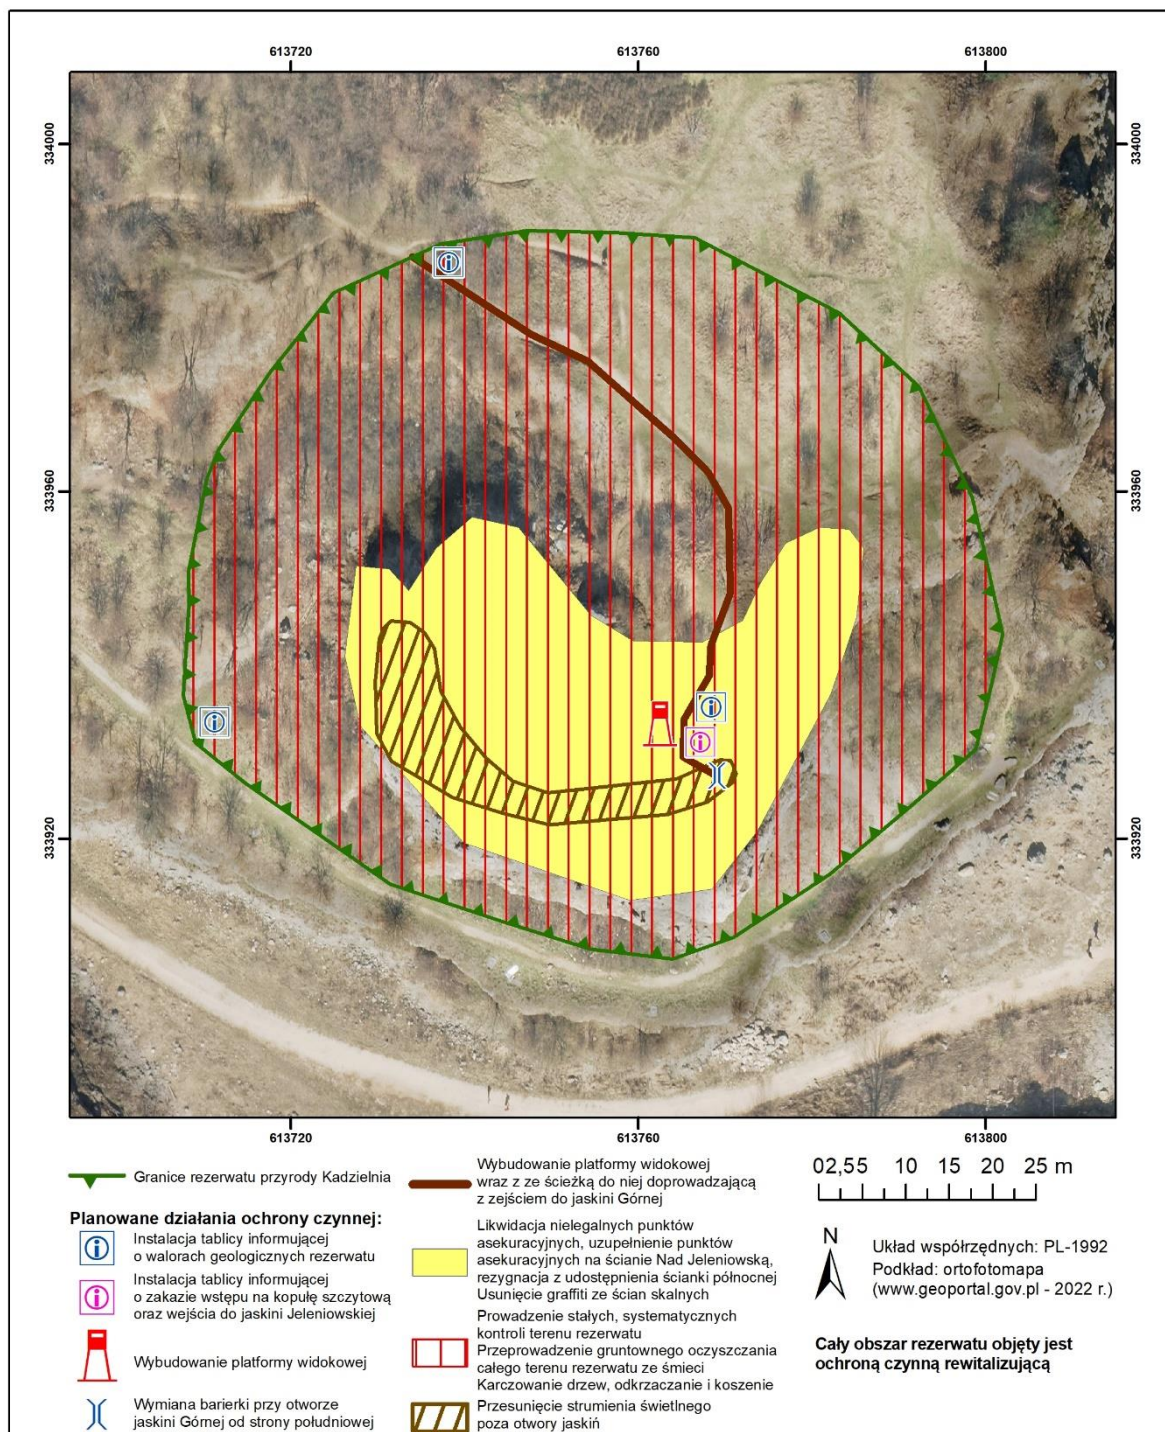 613720
613760
613800
334000
334000
333960
333960
333920
333920
613720
613760
613800
Granice rezerwatu przyrody Kadzielnia
Planowane działania ochrony czynnej:
Instalacja tablicy informującej
o walorach geologicznych rezerwatu
Instalacja tablicy informującej
o zakazie wstępu na kopułę szczytową
oraz wejścia do jaskini Jeleniowskiej
Wybudowanie platformy widokowej
Wymiana barierki przy otworze
jaskini Górnej od strony południowej
Wybudowanie platformy widokowej
wraz z ze ścieżką do niej doprowadzającą
z zejściem do jaskini Górnej
Likwidacja nielegalnych punktów
asekuracyjnych, uzupełnienie punktów
asekuracyjnych na ścianie Nad Jeleniowską,
rezygnacja z udostępnienia ścianki północnej
Usunięcie graffiti ze ścian skalnych
Prowadzenie stałych, systematycznych
kontroli terenu rezerwatu
Przeprowadzenie gruntownego oczyszczania
całego terenu rezerwatu ze śmieci
Karczowanie drzew, odkrzaczanie i koszenie
Przesunięcie strumienia świetlnego
poza otwory jaskiń
02,55 10 15 20 25 m
N
Układ współrzędnych: PL-1992
Podkład: ortofotomapa
(www.geoportal.gov.pl - 2022 r.)
Cały obszar rezerwatu objęty jest
ochroną czynną rewitalizującą